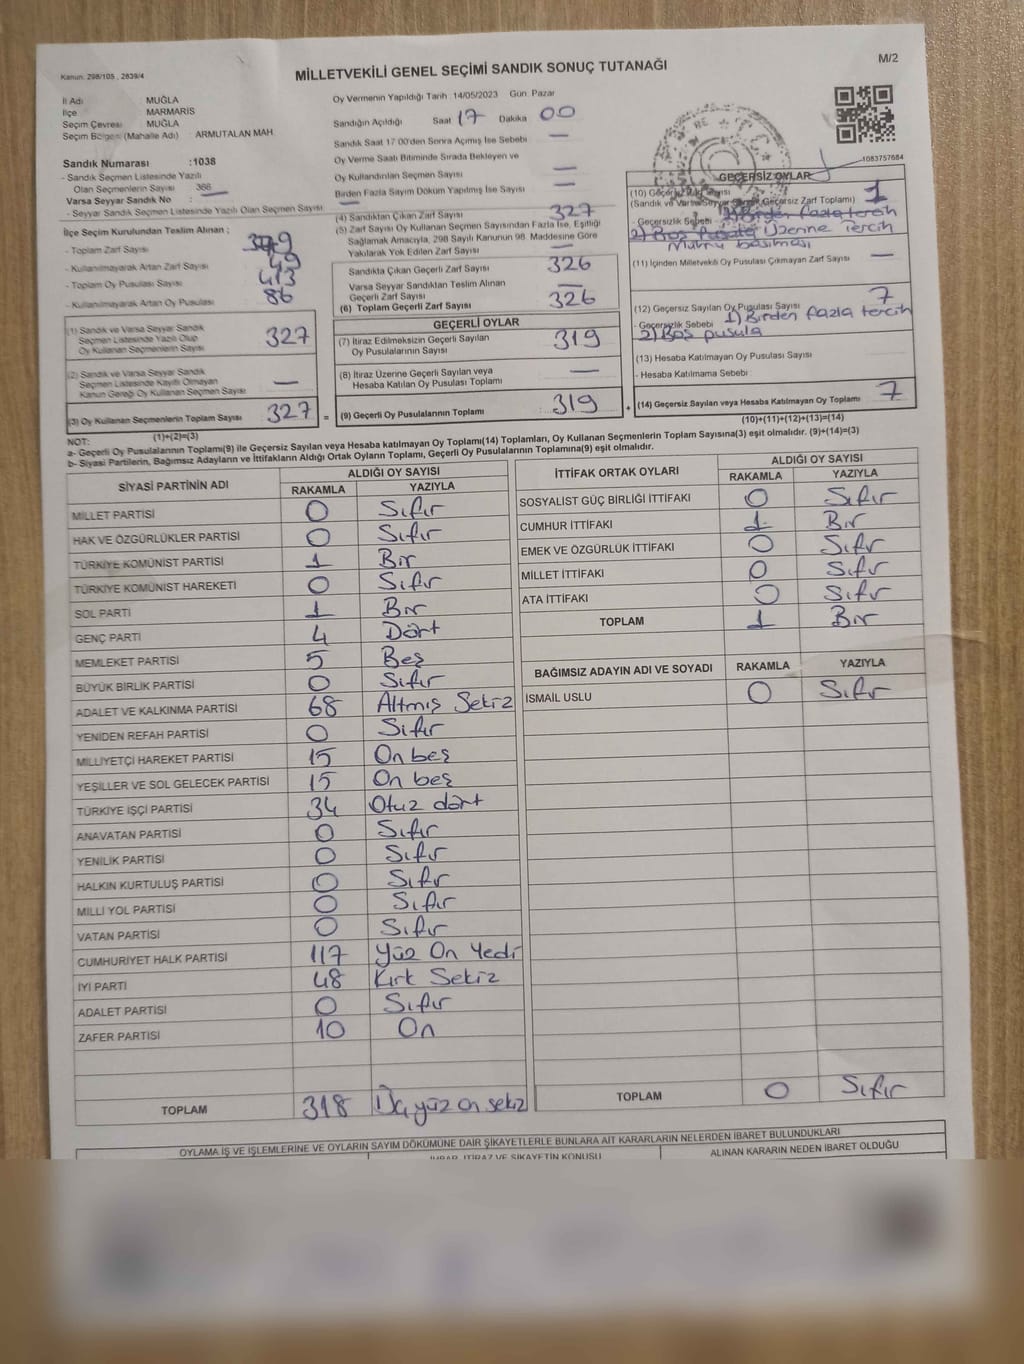 M/2
Kanun: 298/105 , 2839/4
MİLLETVEKİLİ GENEL SEÇİMİ SANDIK SONUÇ TUTANAĞI
İl Adı MUĞLA
İlçe MARMARİS
Seçim Çevresi MUĞLA
Seçim Bölgesi (Mahalle Adı) : ARMUTALAN MAH.
Sandık Numarası :1038
- Sandık Seçmen Listesinde Yazılı
Olan Seçmenlerin Sayısı : 366
Varsa Seyyar Sandık No : —
- Seyyar Sandık Seçmen Listesinde Yazılı Olan Seçmen Sayısı : —
İlçe Seçim Kurulundan Teslim Alınan ;
- Toplam Zarf Sayısı
- Kullanılmayarak Artan Zarf Sayısı : 49
- Toplam Oy Pusulası Sayısı : 413
- Kullanılmayarak Artan Oy Pusulası : 86
(1) Sandık ve Varsa Seyyar Sandık
Seçmen Listesinde Yazılı Olup
Oy Kullanan Seçmenlerin Sayısı 327
(2) Sandık ve Varsa Seyyar Sandık
Seçmen Listesinde Kayıtlı Olmayan
Kanun Gereği Oy Kullanan Seçmen Sayısı —
(3) Oy Kullanan Seçmenlerin Toplam Sayısı 327
(1)+(2)=(3)
Oy Vermenin Yapıldığı Tarih 14/05/2023 Gün: Pazar
Sandığın Açıldığı Saat 17 Dakika 00
Sandık Saat 17:00'den Sonra Açılmış İse Sebebi —
Oy Verme Saati Bitiminde Sırada Bekleyen ve
Oy Kullandırılan Seçmen Sayısı —
Birden Fazla Sayım Döküm Yapılmış İse Sayısı —
(4) Sandıktan Çıkan Zarf Sayısı 327
(5) Zarf Sayısı Oy Kullanan Seçmen Sayısından Fazla İse, Eşitliği
Sağlamak Amacıyla, 298 Sayılı Kanunun 98. Maddesine Göre
Yakılarak Yok Edilen Zarf Sayısı —
Sandıkta Çıkan Geçerli Zarf Sayısı 326
Varsa Seyyar Sandıktan Teslim Alınan
Geçerli Zarf Sayısı —
(6) Toplam Geçerli Zarf Sayısı 326
GEÇERLİ OYLAR
(7) İtiraz Edilmeksizin Geçerli Sayılan
Oy Pusulalarının Sayısı 319
(8) İtiraz Üzerine Geçerli Sayılan veya
Hesaba Katılan Oy Pusulası Toplamı —
= (9) Geçerli Oy Pusulalarının Toplamı : 319
1083757684
GEÇERSİZ OYLAR
(10) Geçersiz Zarf Sayısı 1
(Sandık ve Varsa Seyyar Sandık Geçersiz Zarf Toplamı)
- Geçersizlik Sebebi : 1) Birden fazla tercih
2) Boş pusula Üzerine tercih
Mührü basılması
(11) İçinden Milletvekili Oy Pusulası Çıkmayan Zarf Sayısı —
(12) Geçersiz Sayılan Oy Pusulası Sayısı 7
- Geçersizlik Sebebi : 1) Birden fazla tercih
2) Boş pusula
(13) Hesaba Katılmayan Oy Pusulası Sayısı
- Hesaba Katılmama Sebebi :
+ (14) Geçersiz Sayılan veya Hesaba Katılmayan Oy Toplamı 7
(10)+(11)+(12)+(13)=(14)
NOT:
a- Geçerli Oy Pusulalarının Toplamı(9) ile Geçersiz Sayılan veya Hesaba katılmayan Oy Toplamı(14) Toplamları, Oy Kullanan Seçmenlerin Toplam Sayısına(3) eşit olmalıdır. (9)+(14)=(3)
b- Siyasi Partilerin, Bağımsız Adayların ve İttifakların Aldığı Ortak Oyların Toplamı, Geçerli Oy Pusulalarının Toplamına(9) eşit olmalıdır.
SİYASİ PARTİNİN ADI ALDIĞI OY SAYISI
RAKAMLA YAZIYLA
MİLLET PARTİSİ 0 Sıfır
HAK VE ÖZGÜRLÜKLER PARTİSİ 0 Sıfır
TÜRKİYE KOMÜNİST PARTİSİ 1 Bir
TÜRKİYE KOMÜNİST HAREKETİ 0 Sıfır
SOL PARTİ 1 Bir
GENÇ PARTİ 4 Dört
MEMLEKET PARTİSİ 5 Beş
BÜYÜK BİRLİK PARTİSİ 0 Sıfır
ADALET VE KALKINMA PARTİSİ 68 Altmış Sekiz
YENİDEN REFAH PARTİSİ 0 Sıfır
MİLLİYETÇİ HAREKET PARTİSİ 15 On beş
YEŞİLLER VE SOL GELECEK PARTİSİ 15 On beş
TÜRKİYE İŞÇİ PARTİSİ 34 Otuz dört
ANAVATAN PARTİSİ 0 Sıfır
YENİLİK PARTİSİ 0 Sıfır
HALKIN KURTULUŞ PARTİSİ 0 Sıfır
MİLLİ YOL PARTİSİ 0 Sıfır
VATAN PARTİSİ 0 Sıfır
CUMHURİYET HALK PARTİSİ 117 Yüz On Yedi
İYİ PARTİ 48 Kırk Sekiz
ADALET PARTİSİ 0 Sıfır
ZAFER PARTİSİ 10 On
TOPLAM 318 Üç yüz on sekiz
İTTİFAK ORTAK OYLARI ALDIĞI OY SAYISI
RAKAMLA YAZIYLA
SOSYALİST GÜÇ BİRLİĞİ İTTİFAKI 0 Sıfır
CUMHUR İTTİFAKI 1 Bir
EMEK VE ÖZGÜRLÜK İTTİFAKI 0 Sıfır
MİLLET İTTİFAKI 0 Sıfır
ATA İTTİFAKI 0 Sıfır
TOPLAM 1 Bir
BAĞIMSIZ ADAYIN ADI VE SOYADI RAKAMLA YAZIYLA
İSMAİL USLU 0 Sıfır
TOPLAM 0 Sıfır
OYLAMA İŞ VE İŞLEMLERİNE VE OYLARIN SAYIM DÖKÜMÜNE DAİR ŞİKAYETLERLE BUNLARA AİT KARARLARIN NELERDEN İBARET BULUNDUKLARI
İHBAR, İTİRAZ VE ŞİKAYETİN KONUSU ALINAN KARARIN NEDEN İBARET OLDUĞU